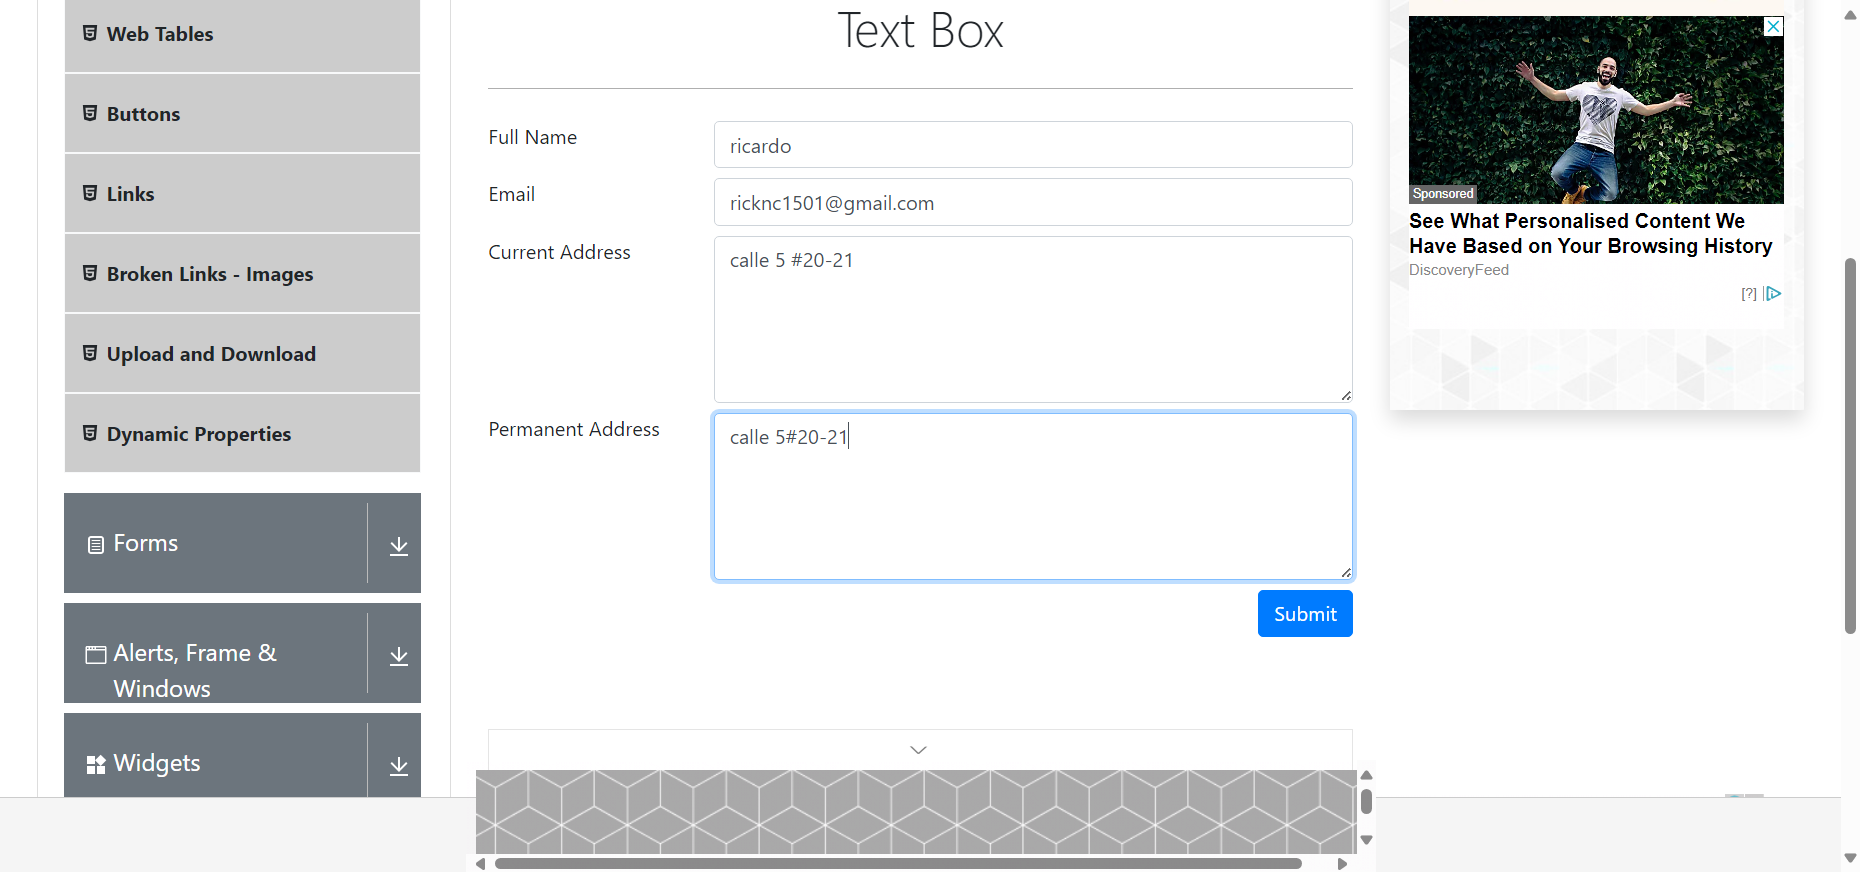 Web Tables
Buttons
Links
Broken Links - Images
Upload and Download
Dynamic Properties
Forms
Alerts, Frame &
Windows
Widgets
Text Box
Full Name
ricardo
Email
ricknc1501@gmail.com
Current Address
calle 5 #20-21
Permanent Address
calle 5#20-21
Submit
Sponsored
See What Personalised Content We
Have Based on Your Browsing History
DiscoveryFeed
[?]